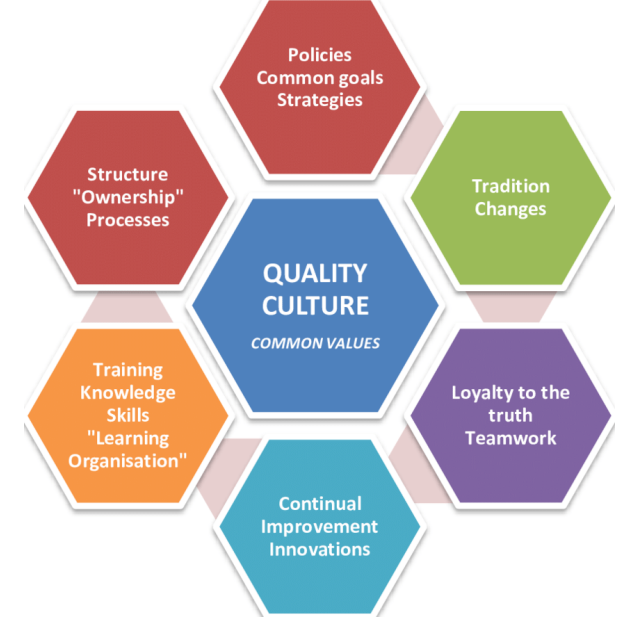 Policies
Common goals
Strategies
Structure
"Ownership"
Processes
Tradition
Changes
QUALITY
CULTURE
COMMON VALUES
Training
Knowledge
Skills
"Learning
Organisation"
Loyalty to the
truth
Teamwork
Continual
Improvement
Innovations